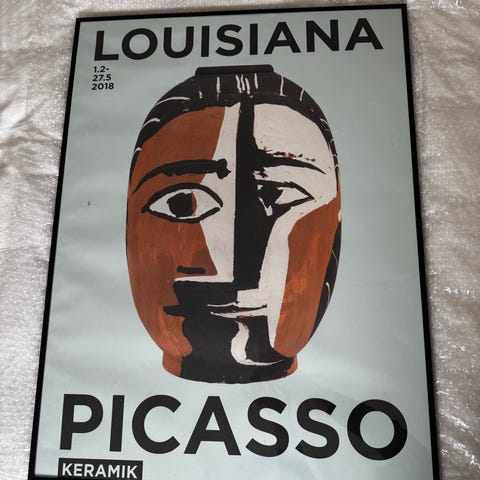 LOUISIANA
1.2-
27.5
2018
PICASSO
KERAMIK